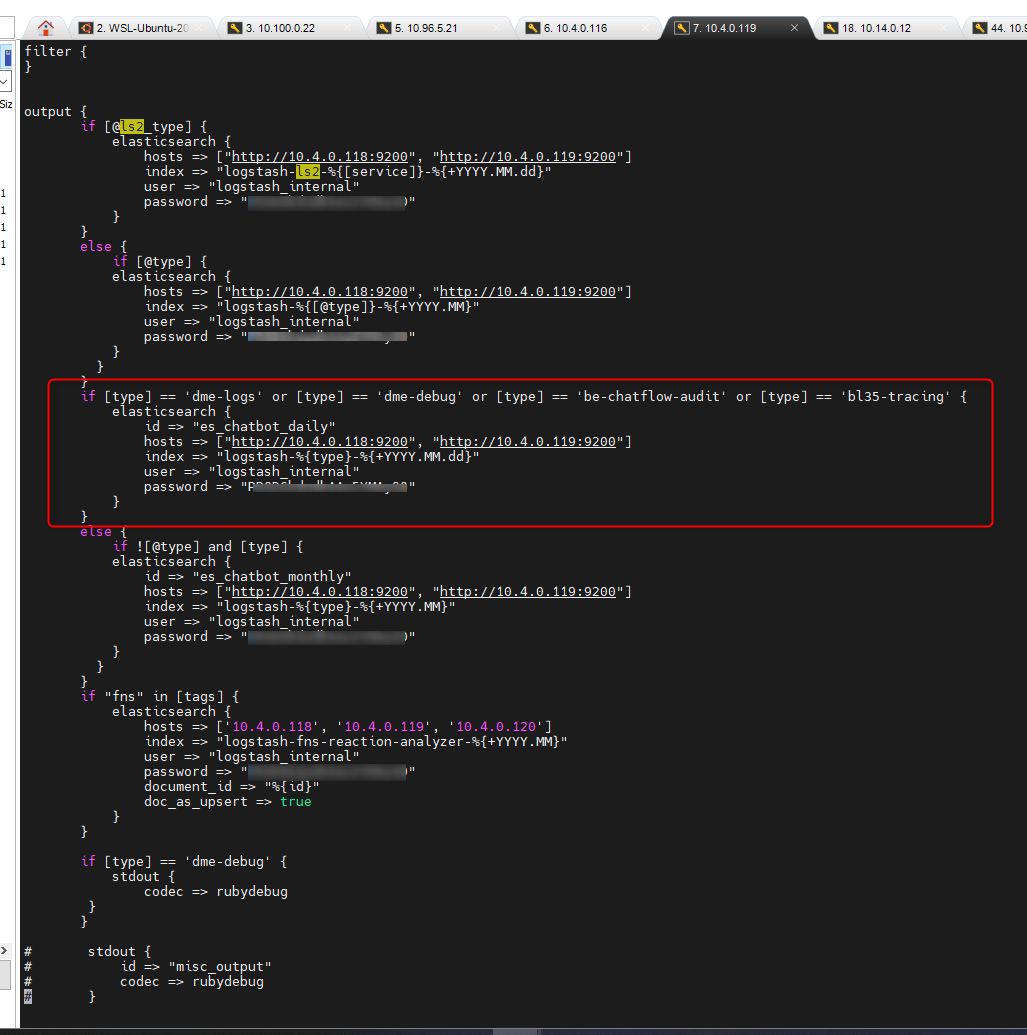 2. WSL-Ubuntu-20
3. 10.100.0.22
5. 10.96.5.21
6. 10.4.0.116
7. 10.4.0.119
18. 10.14.0.12
44. 10.9
Siz
1
1
1
1
1
filter {
}
output {
if [@ls2_type] {
elasticsearch {
hosts => ["http://10.4.0.118:9200", "http://10.4.0.119:9200"]
index => "logstash-ls2-%{[service]}-%{+YYYY.MM.dd}"
user => "logstash_internal"
password => "
}
}
else {
if [@type] {
elasticsearch {
hosts => ["http://10.4.0.118:9200", "http://10.4.0.119:9200"]
index => "logstash-%{[@type]}-%{+YYYY.MM}"
user => "logstash_internal"
password => " "
}
}
}
if [type] == 'dme-logs' or [type] == 'dme-debug' or [type] == 'be-chatflow-audit' or [type] == 'bl35-tracing' {
elasticsearch {
id => "es_chatbot_daily"
hosts => ["http://10.4.0.118:9200", "http://10.4.0.119:9200"]
index => "logstash-%{type}-%{+YYYY.MM.dd}"
user => "logstash_internal"
password => " "
}
}
else {
if ![@type] and [type] {
elasticsearch {
id => "es_chatbot_monthly"
hosts => ["http://10.4.0.118:9200", "http://10.4.0.119:9200"]
index => "logstash-%{type}-%{+YYYY.MM}"
user => "logstash_internal"
password => " "
}
}
}
if "fns" in [tags] {
elasticsearch {
hosts => ['10.4.0.118', '10.4.0.119', '10.4.0.120']
index => "logstash-fns-reaction-analyzer-%{+YYYY.MM}"
user => "logstash_internal"
password => " "
document_id => "%{id}"
doc_as_upsert => true
}
}
if [type] == 'dme-debug' {
stdout {
codec => rubydebug
}
}
# stdout {
# id => "misc_output"
# codec => rubydebug
# }